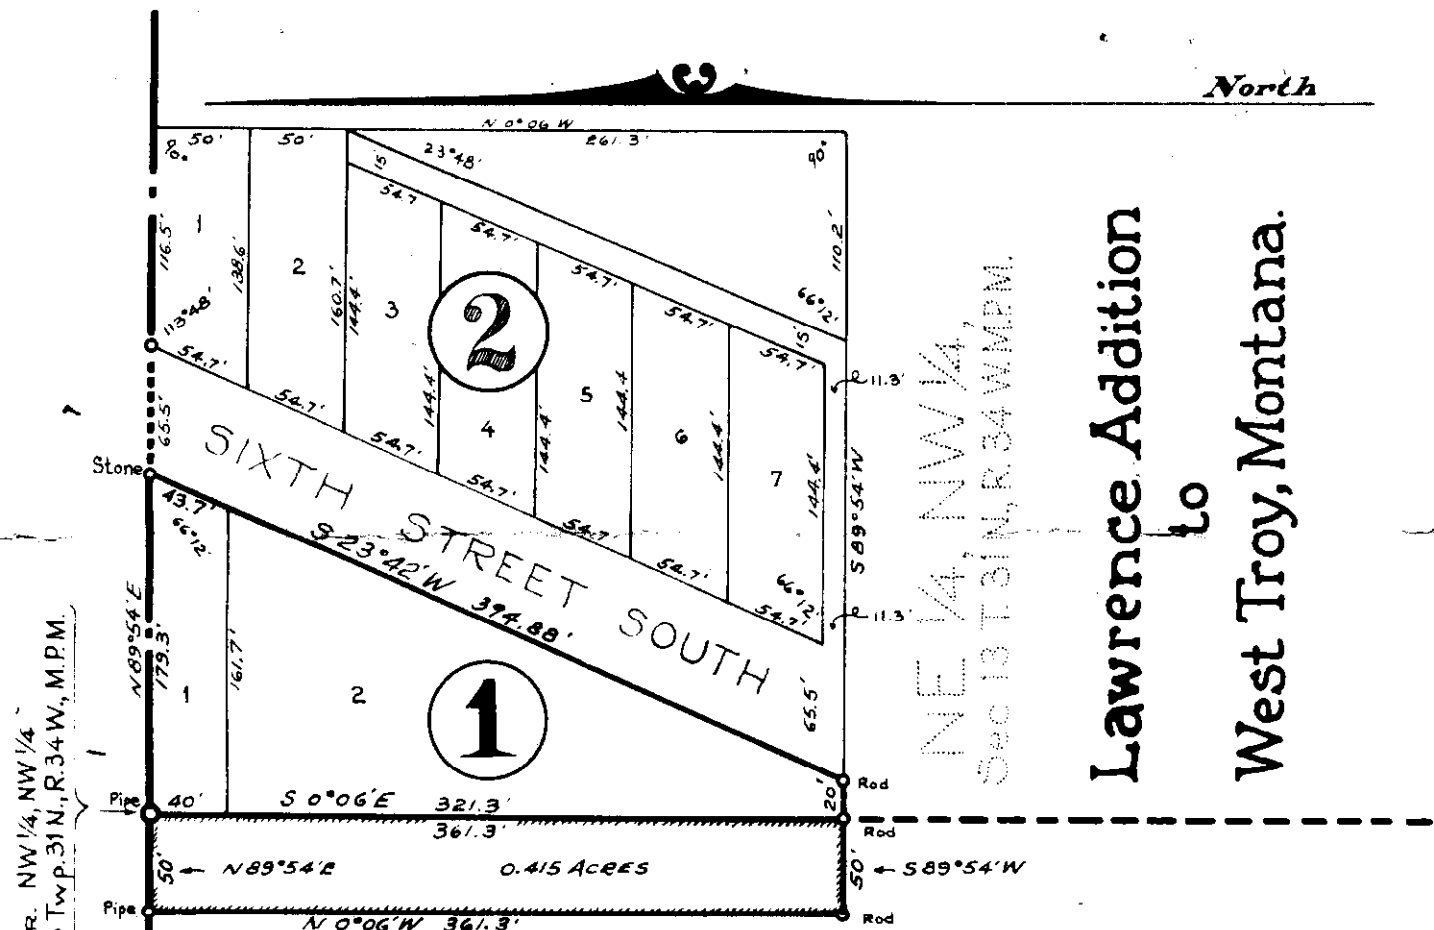 North
N 0°06 W
50'
50'
261.3'
90°
90°
23°48'
15'
54.7
54.7'
54.7'
54.7'
54.7'
1
2
3
4
5
6
7
116.5'
138.6'
160.7'
144.4'
144.4'
144.4'
144.4
144.4'
144.4'
110.2'
66°12'
15'
11.3'
113°48'
54.7'
54.7'
54.7'
54.7'
54.7'
54.7'
54.7'
66°12'
11.3'
2
65.5'
Stone
SIXTH STREET SOUTH
S 89°54'W
43.7'
66°12'
S 23°42'W 394.88'
N 89°54'E
179.3'
161.7'
1
2
1
65.5'
Rod
20'
Pipe
40'
S 0°06'E 321.3'
361.3'
Rod
50'
N 89°54'E
0.415 ACRES
50'
S 89°54'W
Pipe
N 0°06'W 361.3'
Rod
R. NW 1/4, NW 1/4
Twp. 31 N., R. 34 W., M.P.M.
NE 1/4, NW 1/4,
Sec 13 T 31 N., R 34 W.M.P.M.
Lawrence Addition
to
West Troy, Montana.